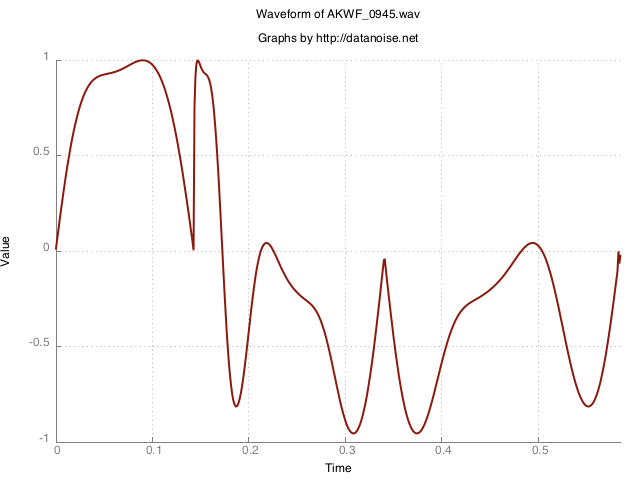 Waveform of AKWF_0945.wav
Graphs by http://datanoise.net
1
0.5
0
-0.5
-1
Value
0 0.1 0.2 0.3 0.4 0.5
Time